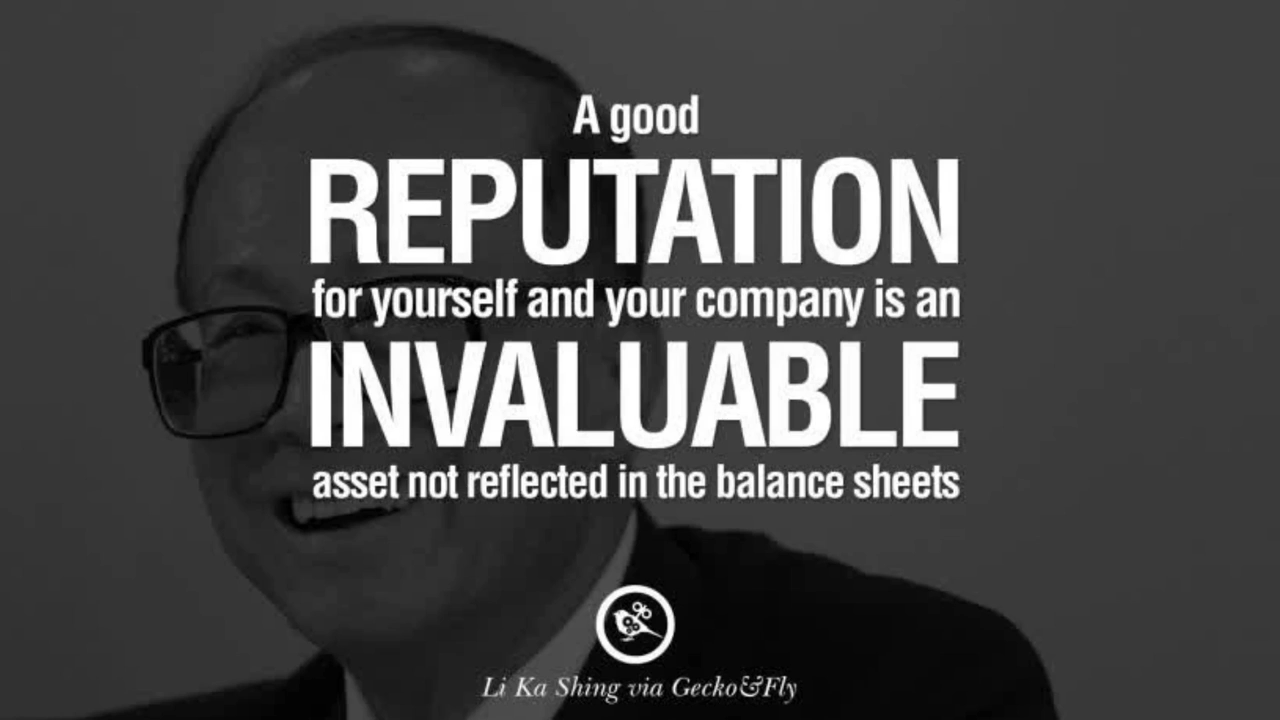 A good
REPUTATION
for yourself and your company is an
INVALUABLE
asset not reflected in the balance sheets
Li Ka Shing via Gecko&Fly